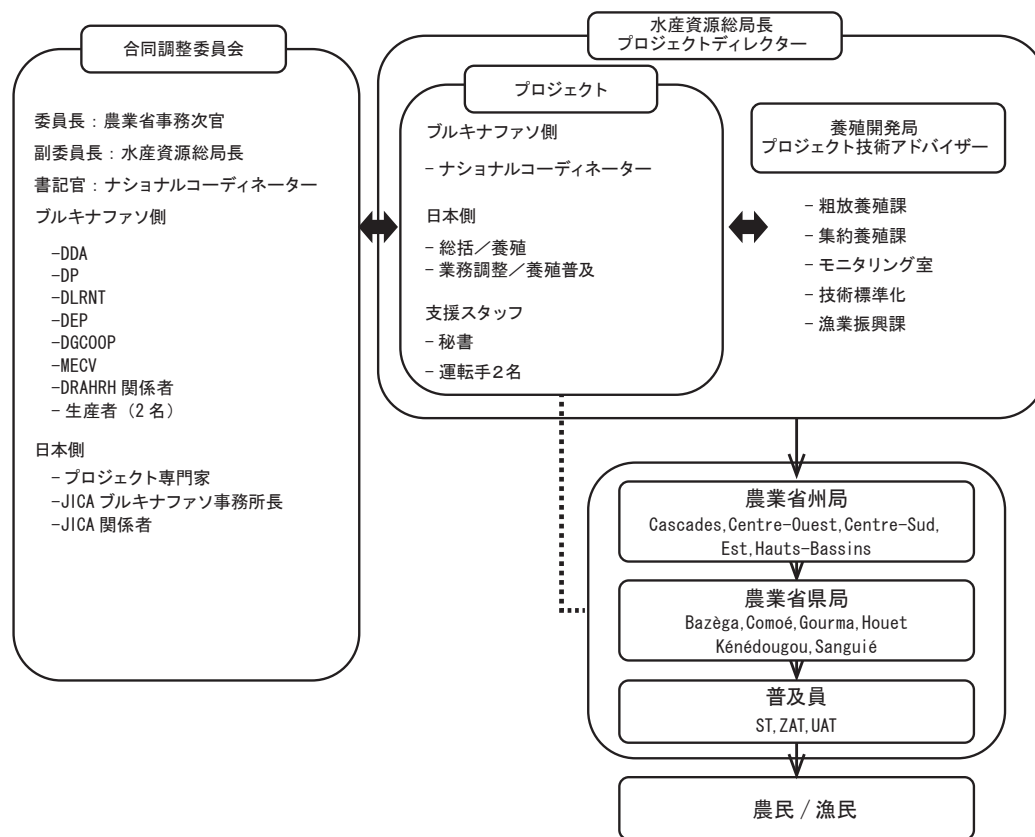 合同調整委員会
委員長：農業省事務次官
副委員長：水産資源総局長
書記官：ナショナルコーディネーター
ブルキナファソ側
-DDA
-DP
-DLRNT
-DEP
-DGCOOP
-MECV
-DRAHRH 関係者
- 生産者（2 名）
日本側
- プロジェクト専門家
-JICA ブルキナファソ事務所長
-JICA 関係者
水産資源総局長
プロジェクトディレクター
プロジェクト
ブルキナファソ側
- ナショナルコーディネーター
日本側
- 総括／養殖
- 業務調整／養殖普及
支援スタッフ
- 秘書
- 運転手２名
養殖開発局
プロジェクト技術アドバイザー
- 粗放養殖課
- 集約養殖課
- モニタリング室
- 技術標準化
- 漁業振興課
農業省州局
Cascades,Centre-Ouest,Centre-Sud,
Est,Hauts-Bassins
農業省県局
Bazèga,Comoé,Gourma,Houet
Kénédougou,Sanguié
普及員
ST,ZAT,UAT
農民 / 漁民